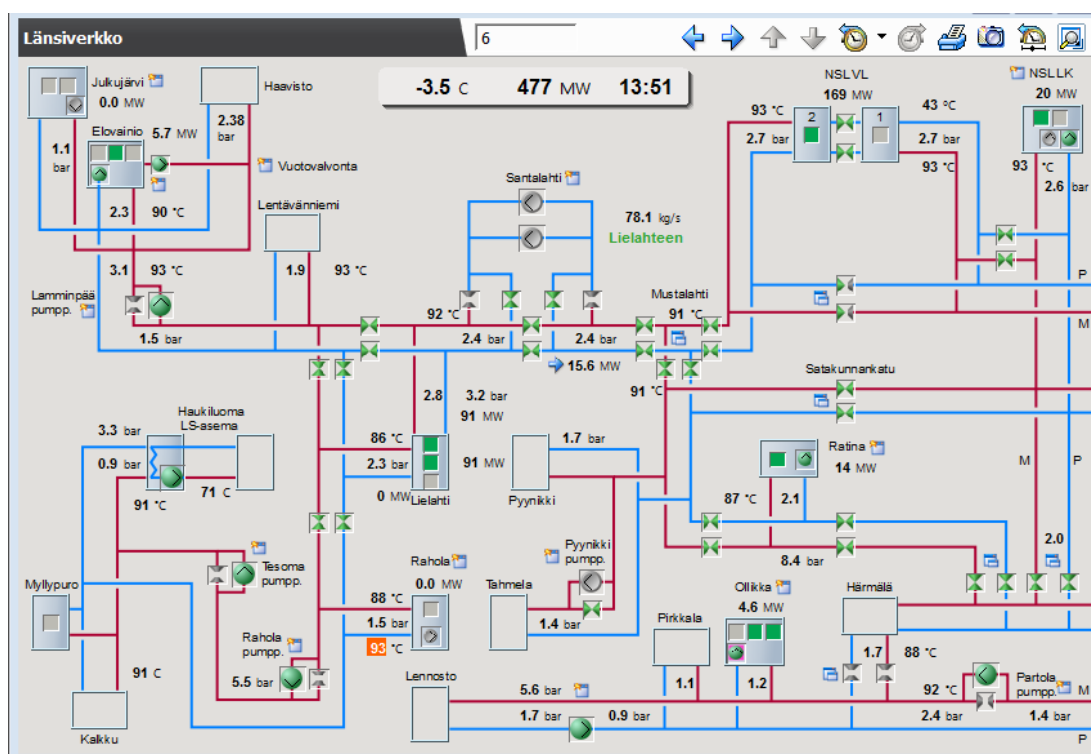 Länsiverkko
6
-3.5 C 477 MW 13:51
Julkujärvi
0.0 MW
Haavisto
2.38
bar
Elovainio
5.7 MW
1.1
bar
Vuotovalvonta
2.3 90 °C
Lentävänniemi
Santalahti
78.1 kg/s
Lielahteen
NSLVL
169 MW
NSLLK
20 MW
93 °C
2
1
43 °C
2.7 bar
2.7 bar
93 °C
93 °C
2.6 bar
3.1 93 °C
1.9 93 °C
Lamminpää
pumpp.
92 °C
Mustalahti
91 °C
P
M
1.5 bar
2.4 bar
2.4 bar
15.6 MW
91 °C
Satakunnankatu
2.8
3.2 bar
91 MW
Haukiluoma
LS-asema
3.3 bar
0.9 bar
91 °C
71 C
86 °C
2.3 bar
0 MW
91 MW
Lielahti
1.7 bar
Pyynikki
Ratina
14 MW
87 °C
2.1
M
P
8.4 bar
2.0
Tesoma
pumpp.
Myllypuro
Rahola
0.0 MW
88 °C
1.5 bar
93 °C
Pyynikki
pumpp.
Tahmela
1.4 bar
Ollikka
4.6 MW
Pirkkala
Härmälä
Rahola
pumpp.
91 C
5.5 bar
Kalkku
Lennosto
5.6 bar
1.7 bar
0.9 bar
1.1
1.2
1.7
88 °C
92 °C
2.4 bar
Partola
pumpp.
M
1.4 bar
P